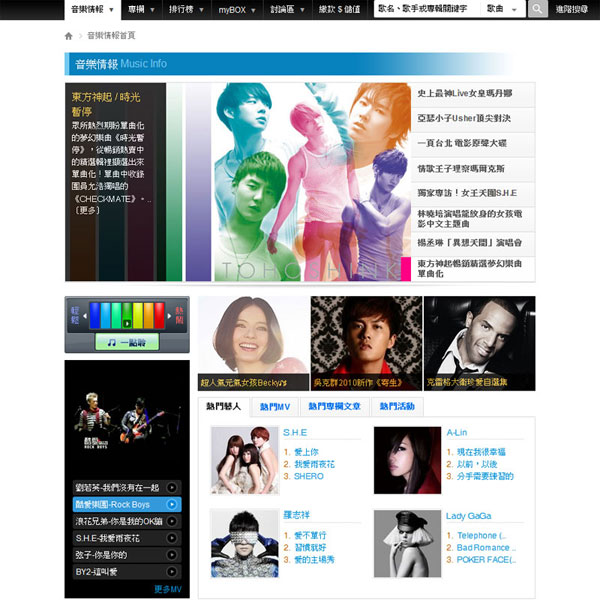 音樂情報 ▼ 專欄 ▼ 排行榜 ▼ myBOX ▼ 討論區 ▼ 繳款 $ 儲值 歌名、歌手或專輯關鍵字 歌曲 進階搜尋
音樂情報首頁
音樂情報 Music Info
東方神起 / 時光
暫停
眾所熱烈期盼單曲化
的夢幻樂曲《時光暫
停》，從暢銷熱賣中
的精選輯裡擷選出來
單曲化！單曲中收錄
團員允浩獨唱的
《CHECKMATE》。..
〔更多〕
TOHOSHINKI
史上最神Live女皇瑪丹娜
亞瑟小子Usher頂尖對決
一頁台北 電影原聲大碟
情歌王子理察瑪爾克斯
獨家專訪！女王天團S.H.E
林曉培演唱龍紋身的女孩電
影中文主題曲
楊丞琳「異想天開」演唱會
東方神起暢銷精選夢幻樂曲
單曲化
輕鬆
熱鬧
一點聆
超人氣元氣女孩Becky♪s
吳克群2010新作《寄生》
克雷格大衛珍愛自選集
ROCK BOYS
劉若英-我們沒有在一起
酷愛樂團-Rock Boys
浪花兄弟-你是我的OK蹦
S.H.E-我愛雨夜花
弦子-你是你的
BY2-這叫愛
更多MV
熱門藝人 熱門MV 熱門專欄文章 熱門活動
S.H.E
1. 愛上你
2. 我愛雨夜花
3. SHERO
A-Lin
1. 現在我很幸福
2. 以前，以後
3. 分手需要練習的
羅志祥
1. 愛不單行
2. 習慣就好
3. 愛的主場秀
Lady GaGa
1. Telephone (..
2. Bad Romance ..
3. POKER FACE(..